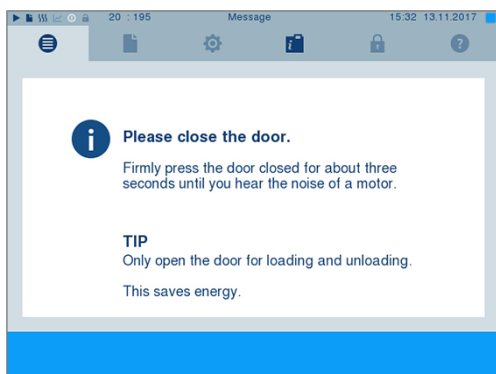 20 : 195 Message 15:32 13.11.2017
Please close the door.
Firmly press the door closed for about three
seconds until you hear the noise of a motor.
TIP
Only open the door for loading and unloading.
This saves energy.